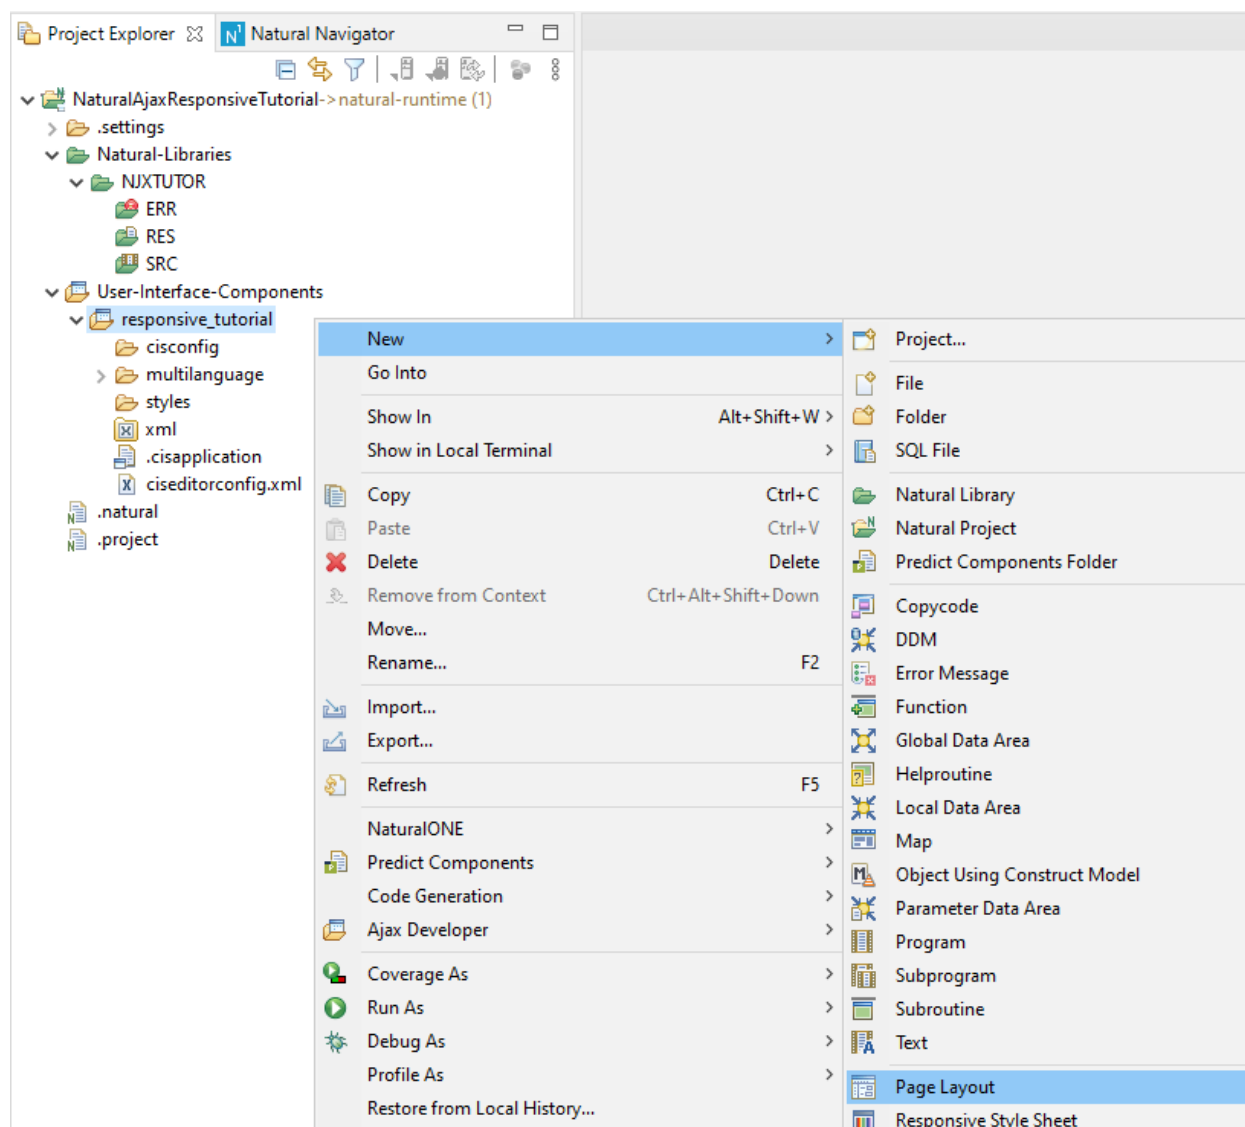 Project Explorer
Natural Navigator
NaturalAjaxResponsiveTutorial->natural-runtime (1)
.settings
Natural-Libraries
NJXTUTOR
ERR
RES
SRC
User-Interface-Components
responsive_tutorial
cisconfig
multilanguage
styles
xml
.cisapplication
ciseditorconfig.xml
.natural
.project
New
Go Into
Show In Alt+Shift+W
Show in Local Terminal
Copy Ctrl+C
Paste Ctrl+V
Delete Delete
Remove from Context Ctrl+Alt+Shift+Down
Move...
Rename... F2
Import...
Export...
Refresh F5
NaturalONE
Predict Components
Code Generation
Ajax Developer
Coverage As
Run As
Debug As
Profile As
Restore from Local History...
Project...
File
Folder
SQL File
Natural Library
Natural Project
Predict Components Folder
Copycode
DDM
Error Message
Function
Global Data Area
Helproutine
Local Data Area
Map
Object Using Construct Model
Parameter Data Area
Program
Subprogram
Subroutine
Text
Page Layout
Responsive Style Sheet